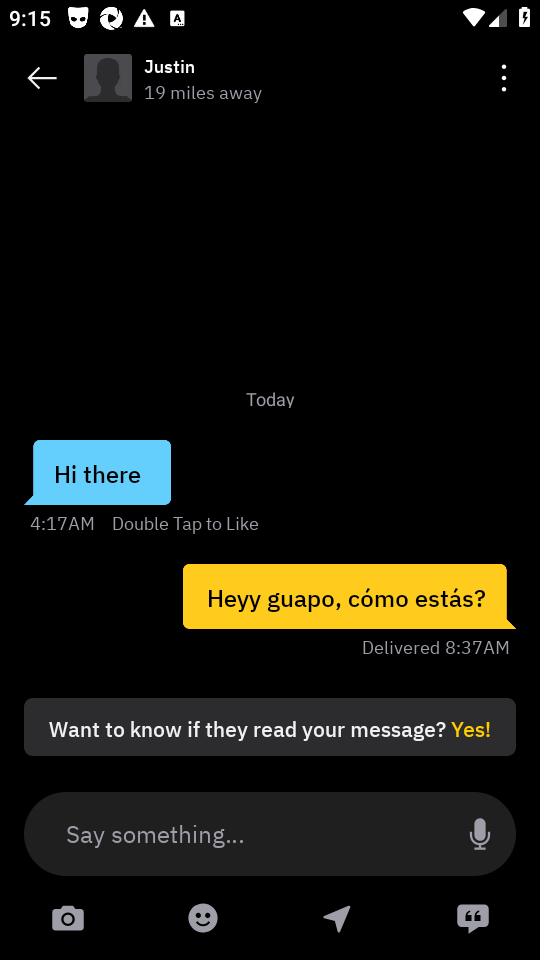 9:15
Justin
19 miles away
Today
Hi there
4:17AM Double Tap to Like
Heyy guapo, cómo estás?
Delivered 8:37AM
Want to know if they read your message? Yes!
Say something...